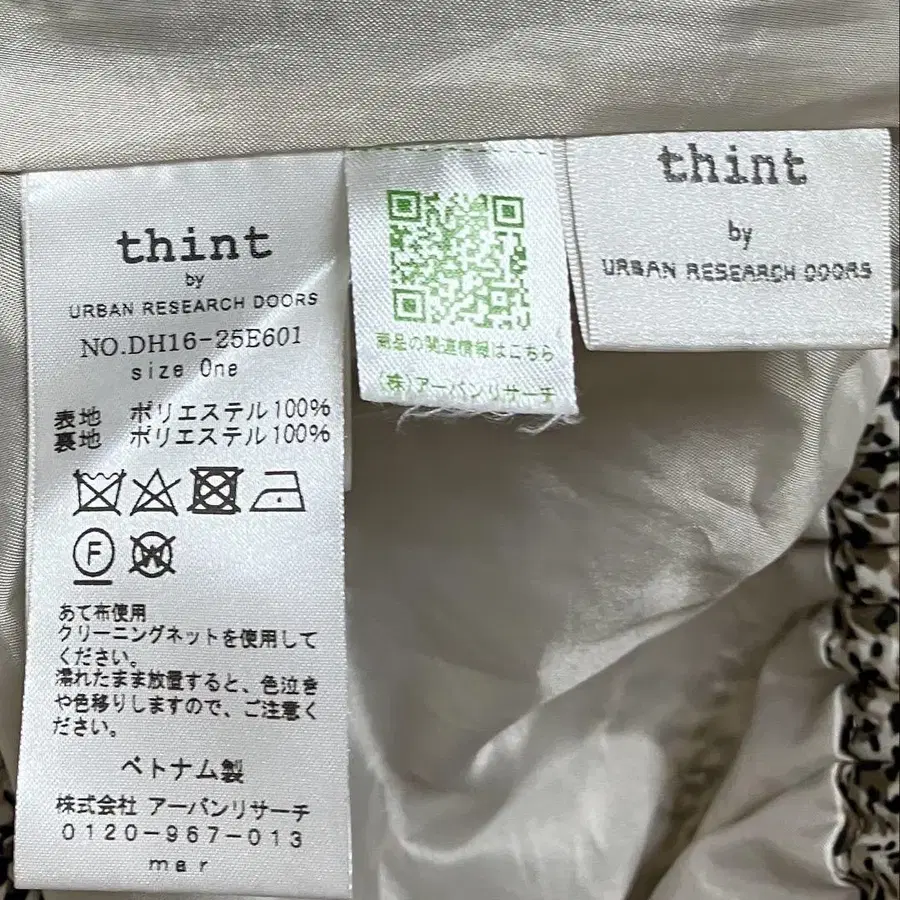 thint
by
URBAN RESEARCH DOORS
NO.DH16-25E601
size One
表地 ポリエステル100%
裏地 ポリエステル100%
F
W
あて布使用
クリーニングネットを使用して
ください。
濡れたまま放置すると、色泣き
や色移りしますので、ご注意く
ださい。
ベトナム製
株式会社 アーバンリサーチ
0120-967-013
mar
商品の関連情報はこちら
(株)アーバンリサーチ
thint
by
URBAN RESEARCH DOORS